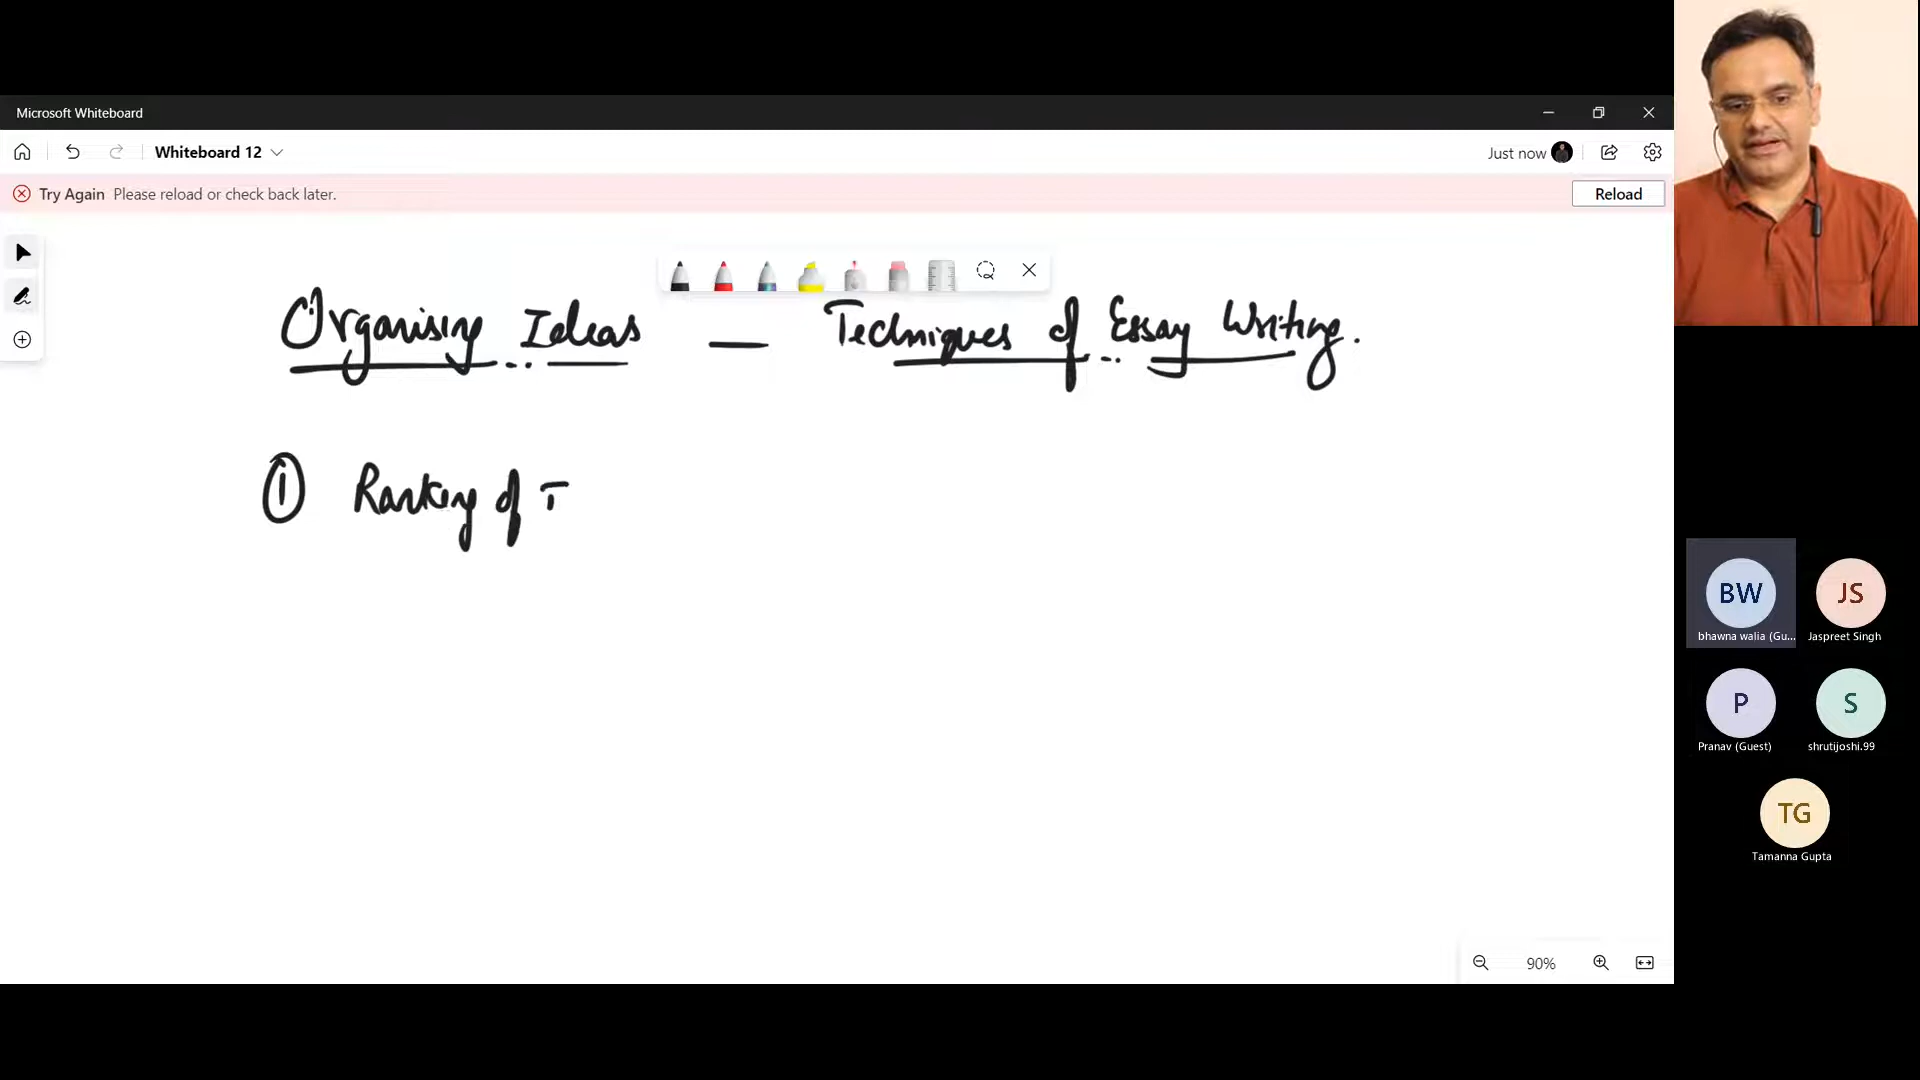 Microsoft Whiteboard
Whiteboard 12
Just now
Try Again Please reload or check back later.
Reload
Organising Ideas — Techniques of Essay Writing.
① Ranking of I
90%
BW
bhawna walia (Gu...
JS
Jaspreet Singh
P
Pranav (Guest)
S
shrutijoshi.99
TG
Tamanna Gupta